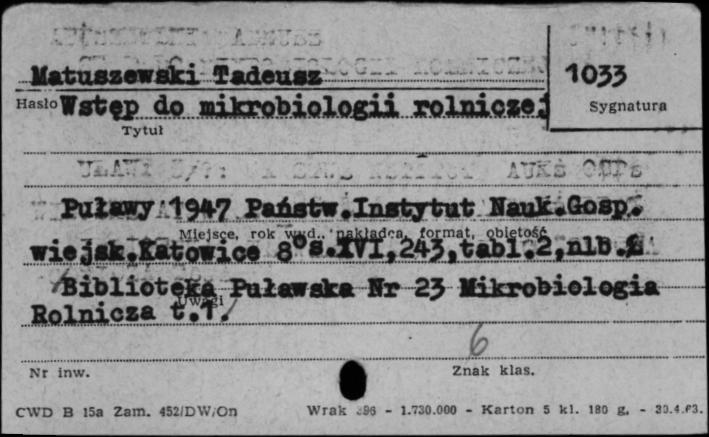 Matuszewski Tadeusz
1033
Hasło Wstęp do mikrobiologii rolniczej
Sygnatura
Tytuł
Puławy 1947 Państw.Instytut Nauk.Gosp.
Miejsce, rok wyd., nakładca, format, objętość
wiejsk.Katowice 8°s.XVI,243,tabl.2,nlb.2
/Biblioteka Puławska Nr 23 Mikrobiologia
Uwagi
Rolnicza t.1./
6
Nr inw.
Znak klas.
CWD B 15a Zam. 452/DW/On
Wrak - 1.730.000 - Karton 5 kl. 180 g.